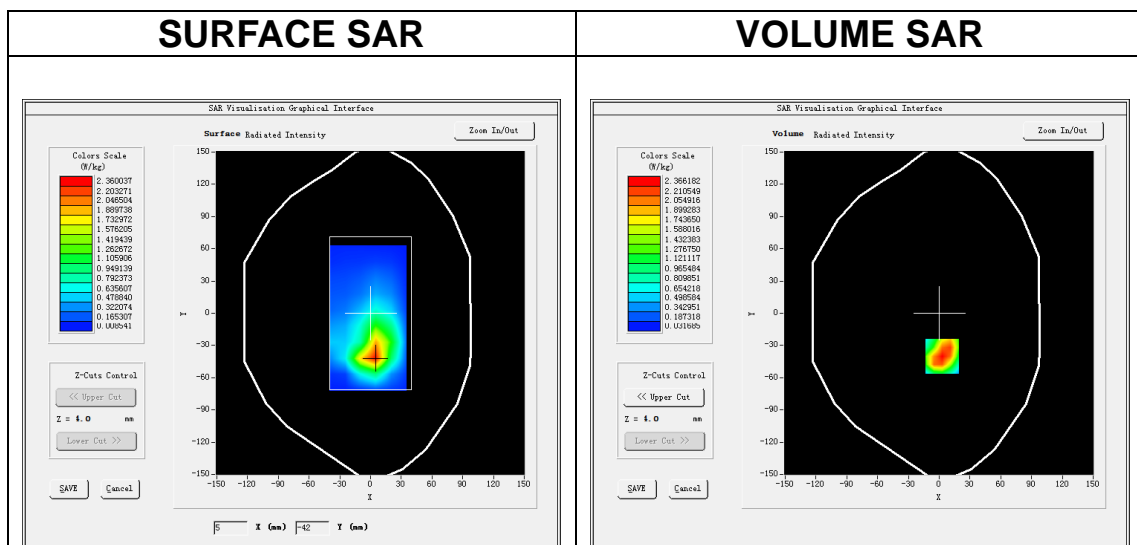 SURFACE SAR
VOLUME SAR
SAR Visualisation Graphical Interface
Surface Radiated Intensity
Zoom In/Out
Colors Scale
(W/kg)
2.360037
2.203271
2.046504
1.889738
1.732972
1.576205
1.419439
1.262672
1.105906
0.949139
0.792373
0.635607
0.478840
0.322074
0.165307
0.008541
Z-Cuts Control
<< Upper Cut
Z = 4.0 mm
Lower Cut >>
SAVE Cancel
150
120
90
60
30
0
-30
-60
-90
-120
-150
Y
-150 -120 -90 -60 -30 0 30 60 90 120 150
X
5 X (mm) -42 Y (mm)
SAR Visualisation Graphical Interface
Volume Radiated Intensity
Zoom In/Out
Colors Scale
(W/kg)
2.366182
2.210549
2.054916
1.899283
1.743650
1.588016
1.432383
1.276750
1.121117
0.965484
0.809851
0.654218
0.498584
0.342951
0.187318
0.031685
Z-Cuts Control
<< Upper Cut
Z = 4.0 mm
Lower Cut >>
SAVE Cancel
150
120
90
60
30
0
-30
-60
-90
-120
-150
Y
-150 -120 -90 -60 -30 0 30 60 90 120 150
X